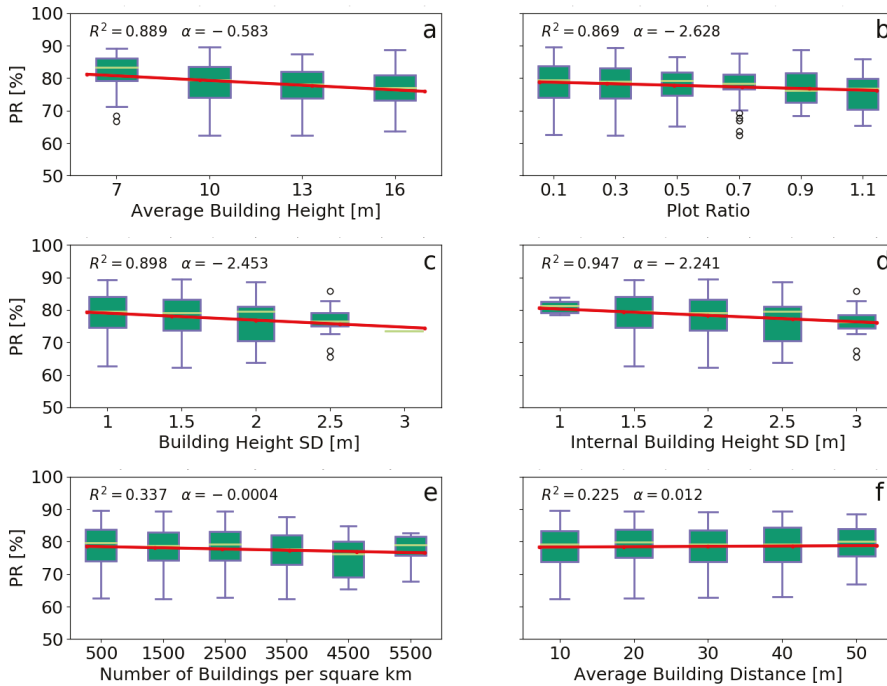 R² = 0.889 α = −0.583 a
PR [%]
100
90
80
70
60
50
7 10 13 16
Average Building Height [m]
R² = 0.869 α = −2.628 b
0.1 0.3 0.5 0.7 0.9 1.1
Plot Ratio
R² = 0.898 α = −2.453 c
PR [%]
100
90
80
70
60
50
1 1.5 2 2.5 3
Building Height SD [m]
R² = 0.947 α = −2.241 d
1 1.5 2 2.5 3
Internal Building Height SD [m]
R² = 0.337 α = −0.0004 e
PR [%]
100
90
80
70
60
50
500 1500 2500 3500 4500 5500
Number of Buildings per square km
R² = 0.225 α = 0.012 f
10 20 30 40 50
Average Building Distance [m]